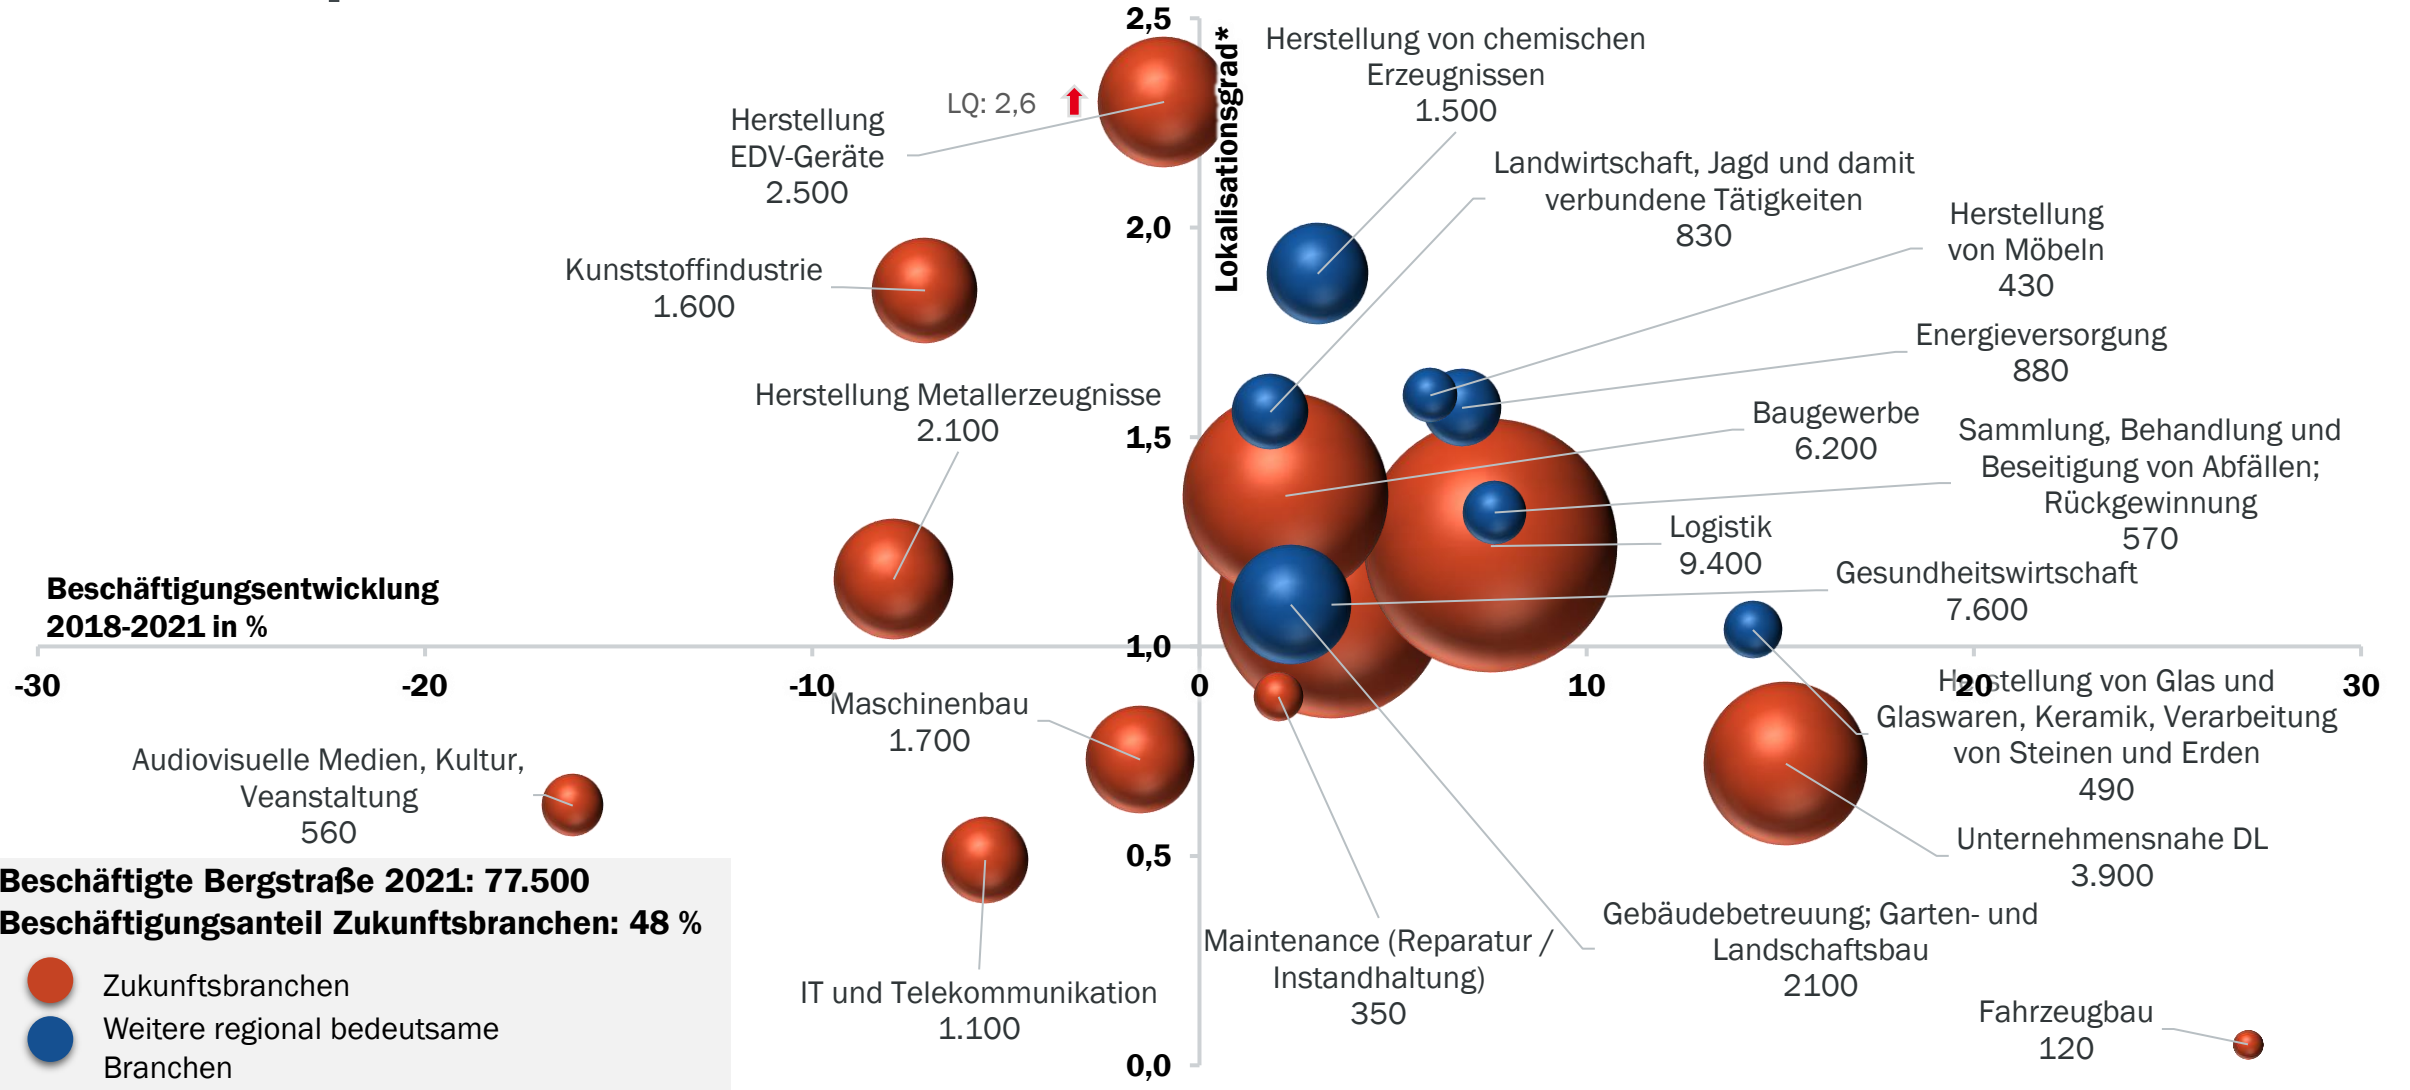 2,5
Lokalisationsgrad*
Herstellung von chemischen
Erzeugnissen
1.500
LQ: 2,6
Herstellung
EDV-Geräte
2.500
Landwirtschaft, Jagd und damit
verbundene Tätigkeiten
830
2,0
Herstellung
von Möbeln
430
Kunststoffindustrie
1.600
Energieversorgung
880
Herstellung Metallerzeugnisse
2.100
1,5
Baugewerbe
6.200
Sammlung, Behandlung und
Beseitigung von Abfällen;
Rückgewinnung
570
Logistik
9.400
Gesundheitswirtschaft
7.600
Beschäftigungsentwicklung
2018-2021 in %
1,0
-30
-20
-10
0
10
20
30
Herstellung von Glas und
Glaswaren, Keramik, Verarbeitung
von Steinen und Erden
490
Maschinenbau
1.700
Audiovisuelle Medien, Kultur,
Veanstaltung
560
Unternehmensnahe DL
3.900
0,5
Beschäftigte Bergstraße 2021: 77.500
Beschäftigungsanteil Zukunftsbranchen: 48 %
Zukunftsbranchen
Weitere regional bedeutsame
Branchen
IT und Telekommunikation
1.100
Maintenance (Reparatur /
Instandhaltung)
350
Gebäudebetreuung; Garten- und
Landschaftsbau
2100
Fahrzeugbau
120
0,0